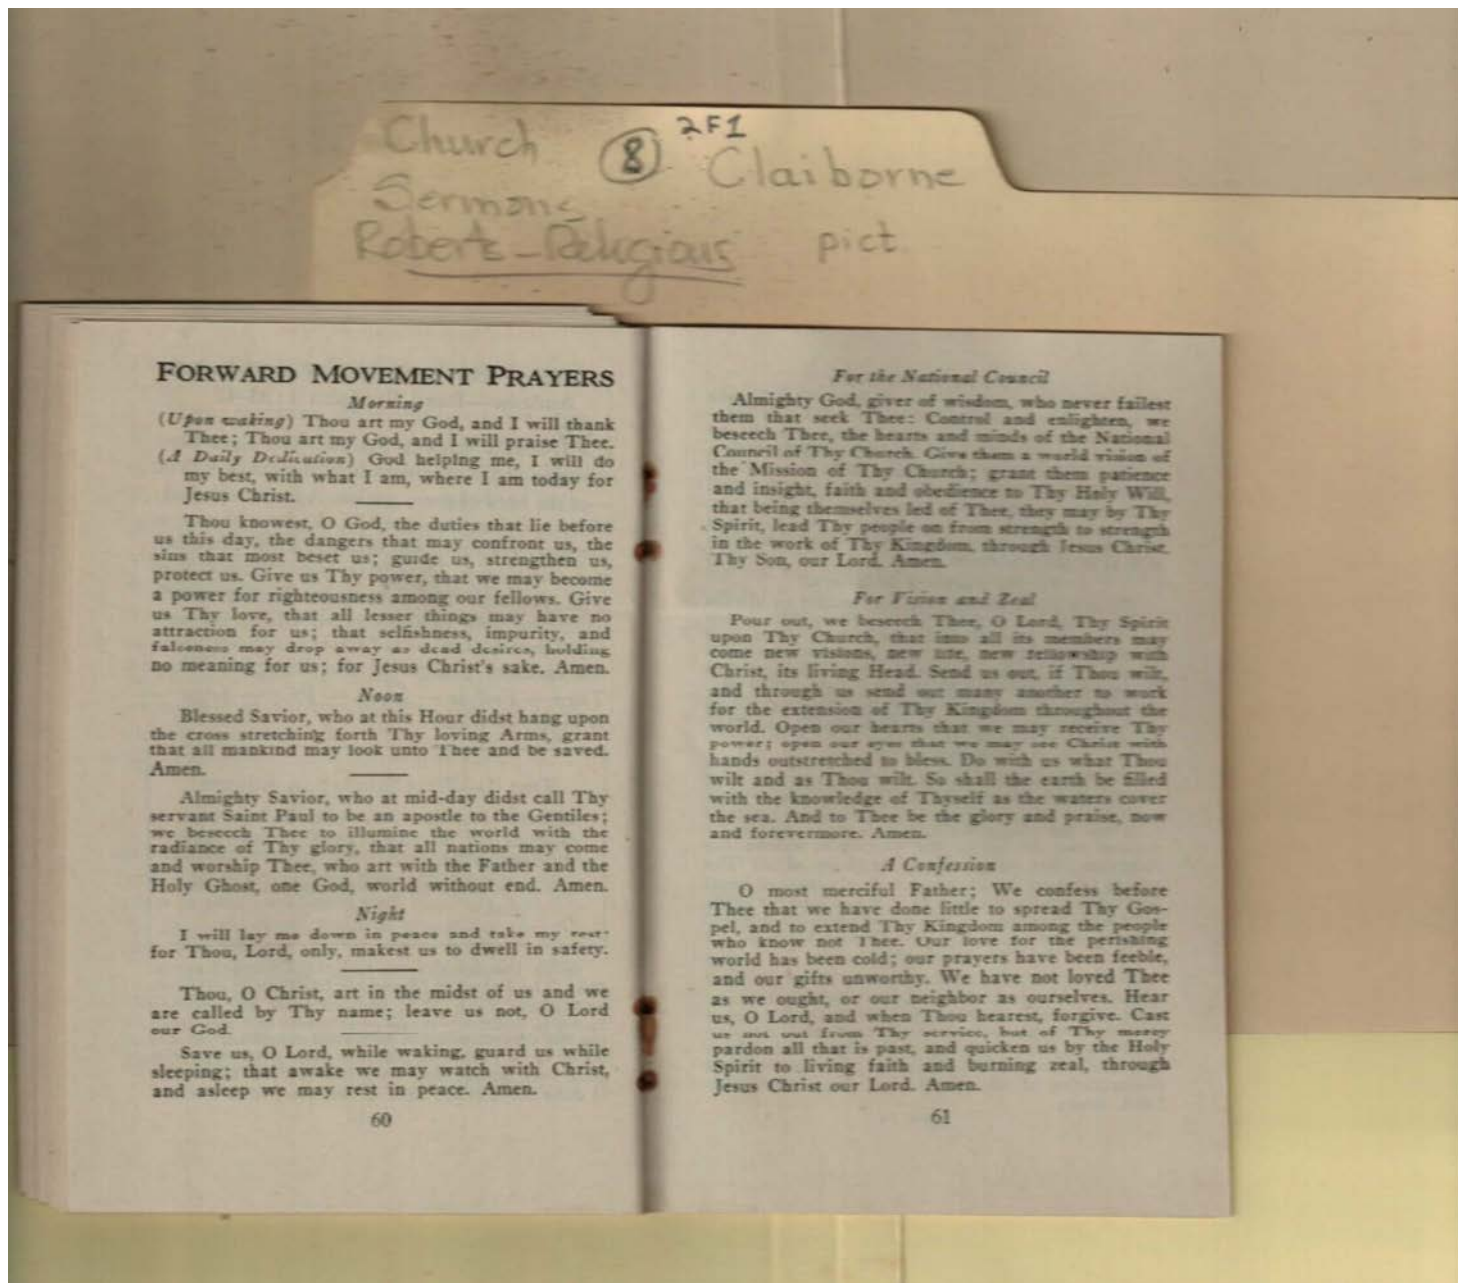 Church ⑧ 2F1 Claiborne
Sermons
Roberts - Religious pict.
FORWARD MOVEMENT PRAYERS
Morning
(Upon waking) Thou art my God, and I will thank
Thee; Thou art my God, and I will praise Thee.
(A Daily Dedication) God helping me, I will do
my best, with what I am, where I am today for
Jesus Christ.
Thou knowest, O God, the duties that lie before
us this day, the dangers that may confront us, the
sins that most beset us; guide us, strengthen us,
protect us. Give us Thy power, that we may become
a power for righteousness among our fellows. Give
us Thy love, that all lesser things may have no
attraction for us; that selfishness, impurity, and
falseness may drop away as dead desires, holding
no meaning for us; for Jesus Christ's sake. Amen.
Noon
Blessed Savior, who at this Hour didst hang upon
the cross stretching forth Thy loving Arms, grant
that all mankind may look unto Thee and be saved.
Amen.
Almighty Savior, who at mid-day didst call Thy
servant Saint Paul to be an apostle to the Gentiles;
we beseech Thee to illumine the world with the
radiance of Thy glory, that all nations may come
and worship Thee, who art with the Father and the
Holy Ghost, one God, world without end. Amen.
Night
I will lay me down in peace and take my rest:
for Thou, Lord, only, makest us to dwell in safety.
Thou, O Christ, art in the midst of us and we
are called by Thy name; leave us not, O Lord
our God.
Save us, O Lord, while waking, guard us while
sleeping; that awake we may watch with Christ,
and asleep we may rest in peace. Amen.
60
For the National Council
Almighty God, giver of wisdom, who never failest
them that seek Thee: Control and enlighten, we
beseech Thee, the hearts and minds of the National
Council of Thy Church. Give them a world vision of
the Mission of Thy Church; grant them patience
and insight, faith and obedience to Thy Holy Will,
that being themselves led of Thee, they may by Thy
Spirit, lead Thy people on from strength to strength
in the work of Thy Kingdom, through Jesus Christ,
Thy Son, our Lord. Amen.
For Vision and Zeal
Pour out, we beseech Thee, O Lord, Thy Spirit
upon Thy Church, that into all its members may
come new visions, new life, new fellowship with
Christ, its living Head. Send us out, if Thou wilt,
and through us send out many another to work
for the extension of Thy Kingdom throughout the
world. Open our hearts that we may receive Thy
power; open our eyes that we may see Christ with
hands outstretched to bless. Do with us what Thou
wilt and as Thou wilt. So shall the earth be filled
with the knowledge of Thyself as the waters cover
the sea. And to Thee be the glory and praise, now
and forevermore. Amen.
A Confession
O most merciful Father; We confess before
Thee that we have done little to spread Thy Gos-
pel, and to extend Thy Kingdom among the people
who know not Thee. Our love for the perishing
world has been cold; our prayers have been feeble,
and our gifts unworthy. We have not loved Thee
as we ought, or our neighbor as ourselves. Hear
us, O Lord, and when Thou hearest, forgive. Cast
us not out from Thy service, but of Thy mercy
pardon all that is past, and quicken us by the Holy
Spirit to living faith and burning zeal, through
Jesus Christ our Lord. Amen.
61